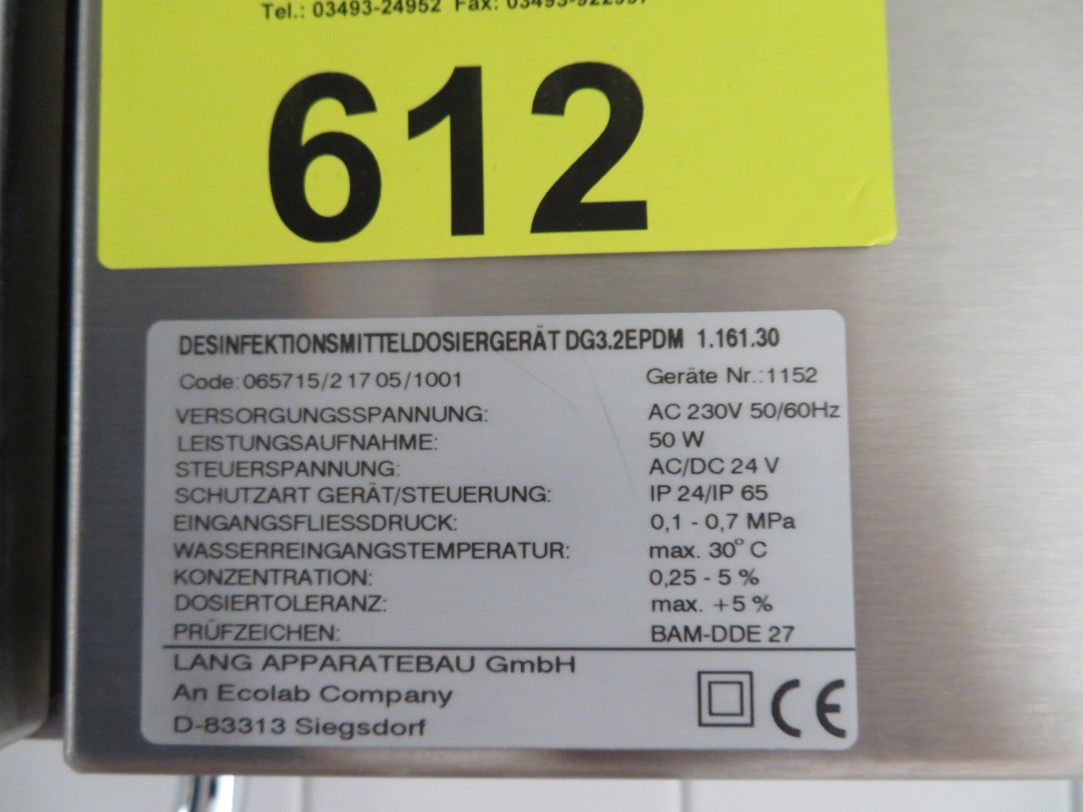 Tel.: 03493-24952 Fax: 03493-922
612
DESINFEKTIONSMITTELDOSIERGERÄT DG3.2EPDM 1.161.30
Code: 065715/2 17 05/1001 Geräte Nr.:1152
VERSORGUNGSSPANNUNG: AC 230V 50/60Hz
LEISTUNGSAUFNAHME: 50 W
STEUERSPANNUNG: AC/DC 24 V
SCHUTZART GERÄT/STEUERUNG: IP 24/IP 65
EINGANGSFLIESSDRUCK: 0,1 - 0,7 MPa
WASSERREINGANGSTEMPERATUR: max. 30° C
KONZENTRATION: 0,25 - 5 %
DOSIERTOLERANZ: max. +5 %
PRÜFZEICHEN: BAM-DDE 27
LANG APPARATEBAU GmbH
An Ecolab Company
D-83313 Siegsdorf
CE